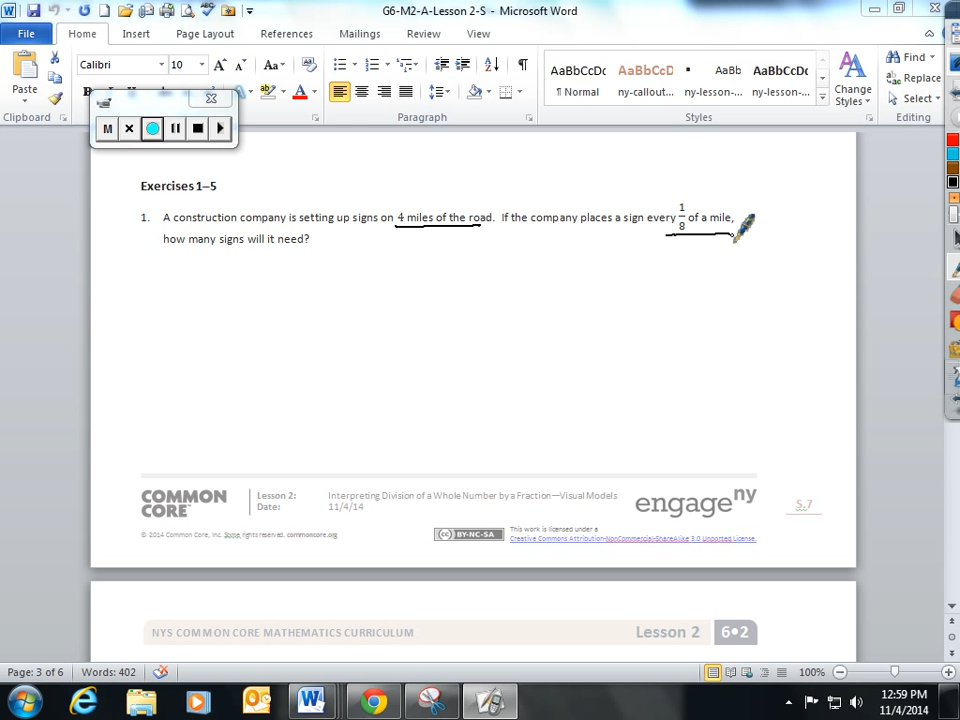 G6-M2-A-Lesson 2-S - Microsoft Word
File Home Insert Page Layout References Mailings Review View
Calibri 10 A A Aa
Paste
Clipboard
Paragraph
AaBbCcDc AaBbCcD AaBb AaBbCcDc
¶ Normal ny-callout... ny-lesson-... ny-lesson-...
Styles
Change
Styles
Find
Replace
Select
Editing
M
Exercises 1–5
1. A construction company is setting up signs on 4 miles of the road. If the company places a sign every 1/8 of a mile,
how many signs will it need?
COMMON
CORE™
Lesson 2: Interpreting Division of a Whole Number by a Fraction—Visual Models
Date: 11/4/14
engage ny
S.7
© 2014 Common Core, Inc. Some rights reserved. commoncore.org
cc BY-NC-SA
This work is licensed under a
Creative Commons Attribution-NonCommercial-ShareAlike 3.0 Unported License.
NYS COMMON CORE MATHEMATICS CURRICULUM
Lesson 2 6•2
Page: 3 of 6 Words: 402 100%
12:59 PM
11/4/2014